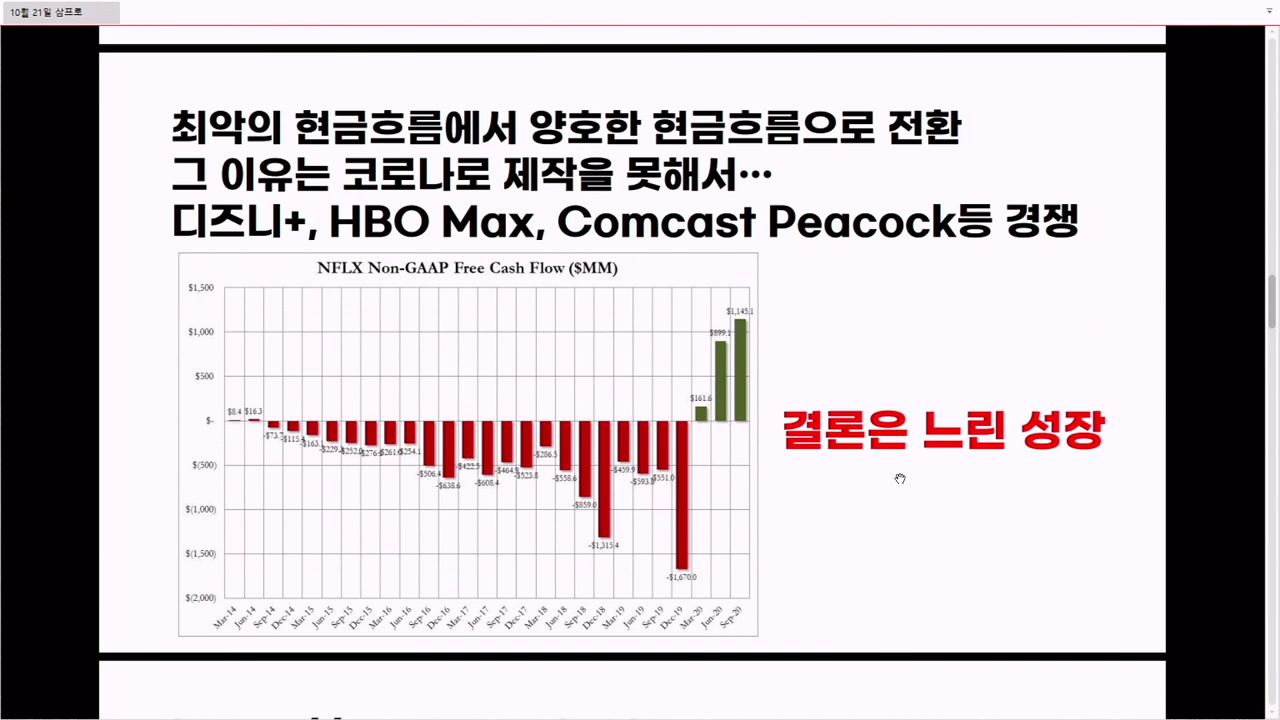 10월 21일 삼프로
최악의 현금흐름에서 양호한 현금흐름으로 전환
그 이유는 코로나로 제작을 못해서…
디즈니+, HBO Max, Comcast Peacock등 경쟁
NFLX Non-GAAP Free Cash Flow ($MM)
$1,500
$1,000
$500
$-
$(500)
$(1,000)
$(1,500)
$(2,000)
$8.4 $16.3 -$73.7 -$115.4 -$163.1 -$229.2 -$252.0 -$276.6 -$261.0 -$254.1 -$506.4 -$638.6 -$422.5 -$608.4 -$464.9 -$523.8 -$286.5 -$558.6 -$859.0 -$1,315.4 -$459.9 -$593.8 -$551.0 -$1,670.0 $161.6 $899.1 $1,145.1
Mar-14 Jun-14 Sep-14 Dec-14 Mar-15 Jun-15 Sep-15 Dec-15 Mar-16 Jun-16 Sep-16 Dec-16 Mar-17 Jun-17 Sep-17 Dec-17 Mar-18 Jun-18 Sep-18 Dec-18 Mar-19 Jun-19 Sep-19 Dec-19 Mar-20 Jun-20 Sep-20
결론은 느린 성장